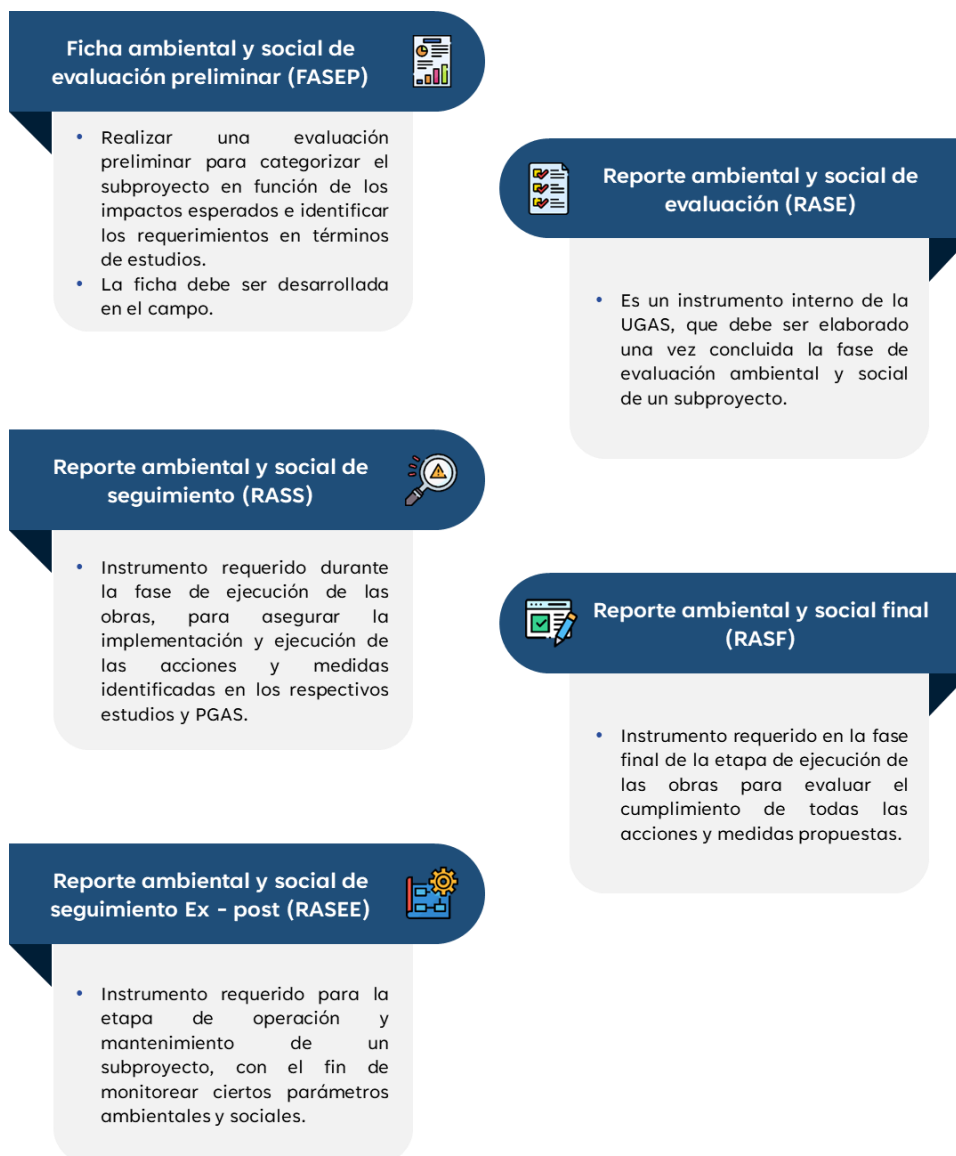 Ficha ambiental y social de
evaluación preliminar (FASEP)
• Realizar una evaluación
preliminar para categorizar el
subproyecto en función de los
impactos esperados e identificar
los requerimientos en términos
de estudios.
• La ficha debe ser desarrollada
en el campo.
Reporte ambiental y social de
evaluación (RASE)
• Es un instrumento interno de la
UGAS, que debe ser elaborado
una vez concluida la fase de
evaluación ambiental y social
de un subproyecto.
Reporte ambiental y social de
seguimiento (RASS)
• Instrumento requerido durante
la fase de ejecución de las
obras, para asegurar la
implementación y ejecución de
las acciones y medidas
identificadas en los respectivos
estudios y PGAS.
Reporte ambiental y social final
(RASF)
• Instrumento requerido en la fase
final de la etapa de ejecución de
las obras para evaluar el
cumplimiento de todas las
acciones y medidas propuestas.
Reporte ambiental y social de
seguimiento Ex - post (RASEE)
• Instrumento requerido para la
etapa de operación y
mantenimiento de un
subproyecto, con el fin de
monitorear ciertos parámetros
ambientales y sociales.